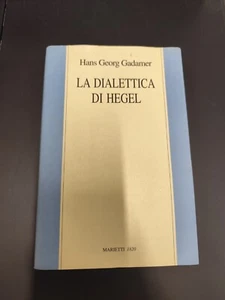 Hans Georg Gadamer
LA DIALETTICA
DI HEGEL
MARIETTI 1820